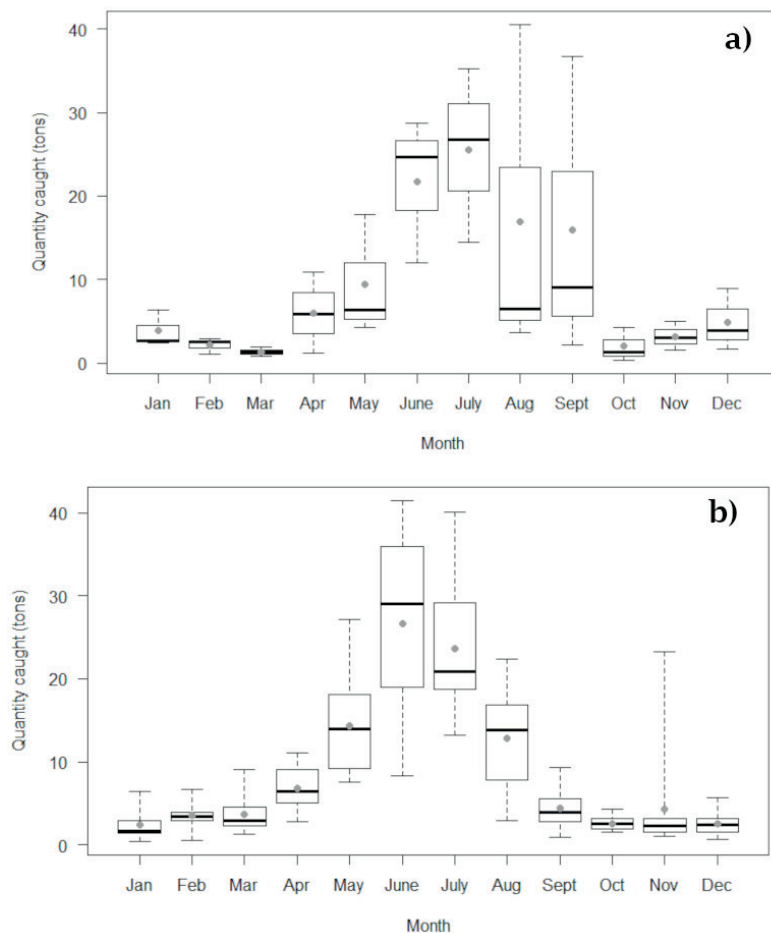 a)
Quantity caught (tons)
40
30
20
10
0
Jan Feb Mar Apr May June July Aug Sept Oct Nov Dec
Month
b)
Quantity caught (tons)
40
30
20
10
0
Jan Feb Mar Apr May June July Aug Sept Oct Nov Dec
Month